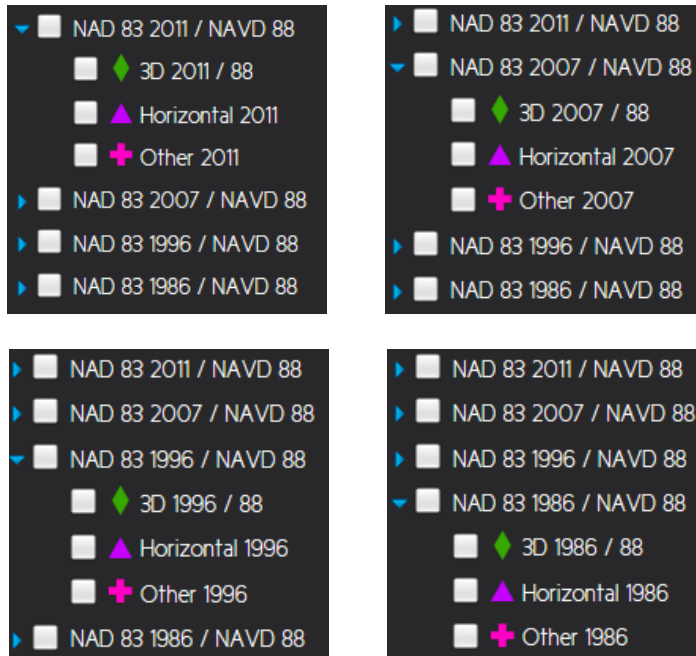 NAD 83 2011 / NAVD 88
3D 2011 / 88
Horizontal 2011
Other 2011
NAD 83 2007 / NAVD 88
NAD 83 1996 / NAVD 88
NAD 83 1986 / NAVD 88
NAD 83 2011 / NAVD 88
NAD 83 2007 / NAVD 88
3D 2007 / 88
Horizontal 2007
Other 2007
NAD 83 1996 / NAVD 88
NAD 83 1986 / NAVD 88
NAD 83 2011 / NAVD 88
NAD 83 2007 / NAVD 88
NAD 83 1996 / NAVD 88
3D 1996 / 88
Horizontal 1996
Other 1996
NAD 83 1986 / NAVD 88
NAD 83 2011 / NAVD 88
NAD 83 2007 / NAVD 88
NAD 83 1996 / NAVD 88
NAD 83 1986 / NAVD 88
3D 1986 / 88
Horizontal 1986
Other 1986